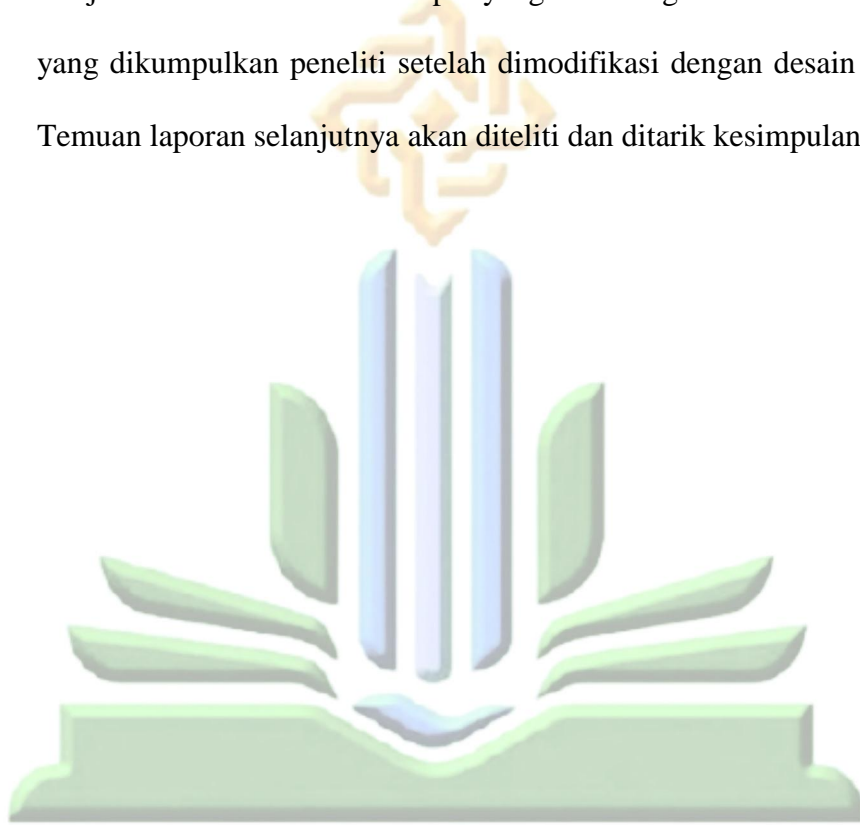 yang dikumpulkan peneliti setelah dimodifikasi dengan desain
Temuan laporan selanjutnya akan diteliti dan ditarik kesimpulan